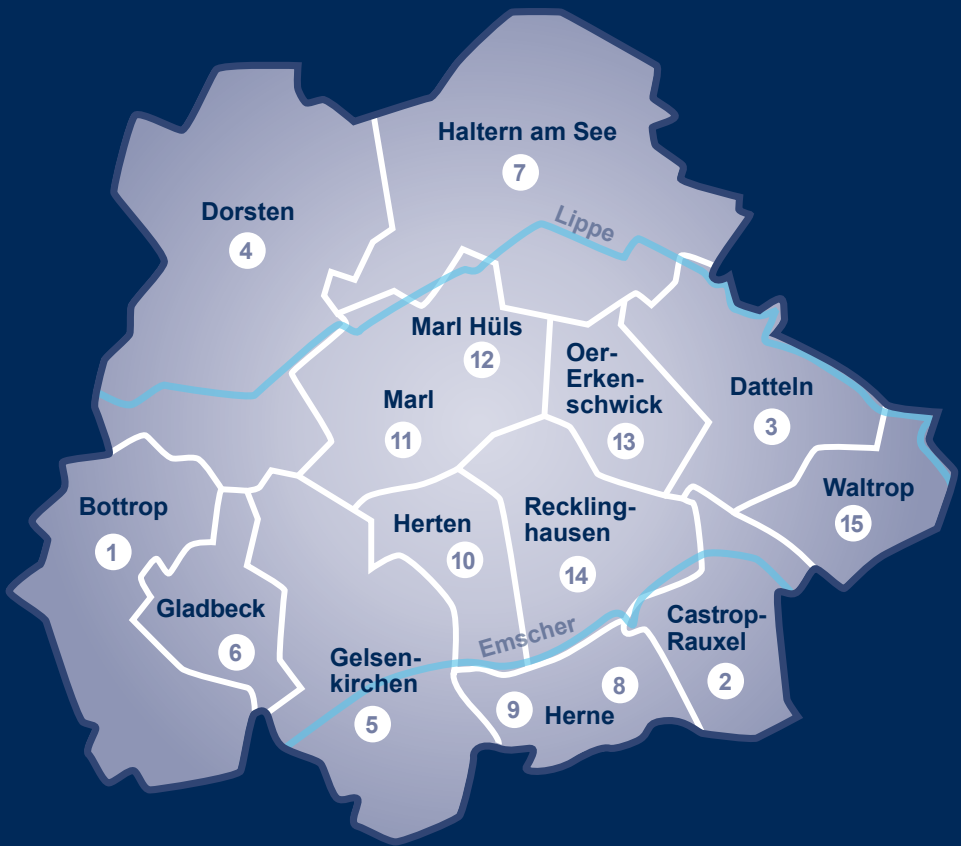 Haltern am See
7
Dorsten
4
Lippe
Marl Hüls
12
Oer-
Erken-
schwick
13
Datteln
3
Marl
11
Waltrop
15
Bottrop
1
Herten
10
Reckling-
hausen
14
Gladbeck
6
Emscher
Castrop-
Rauxel
2
Gelsen-
kirchen
5
9
Herne
8